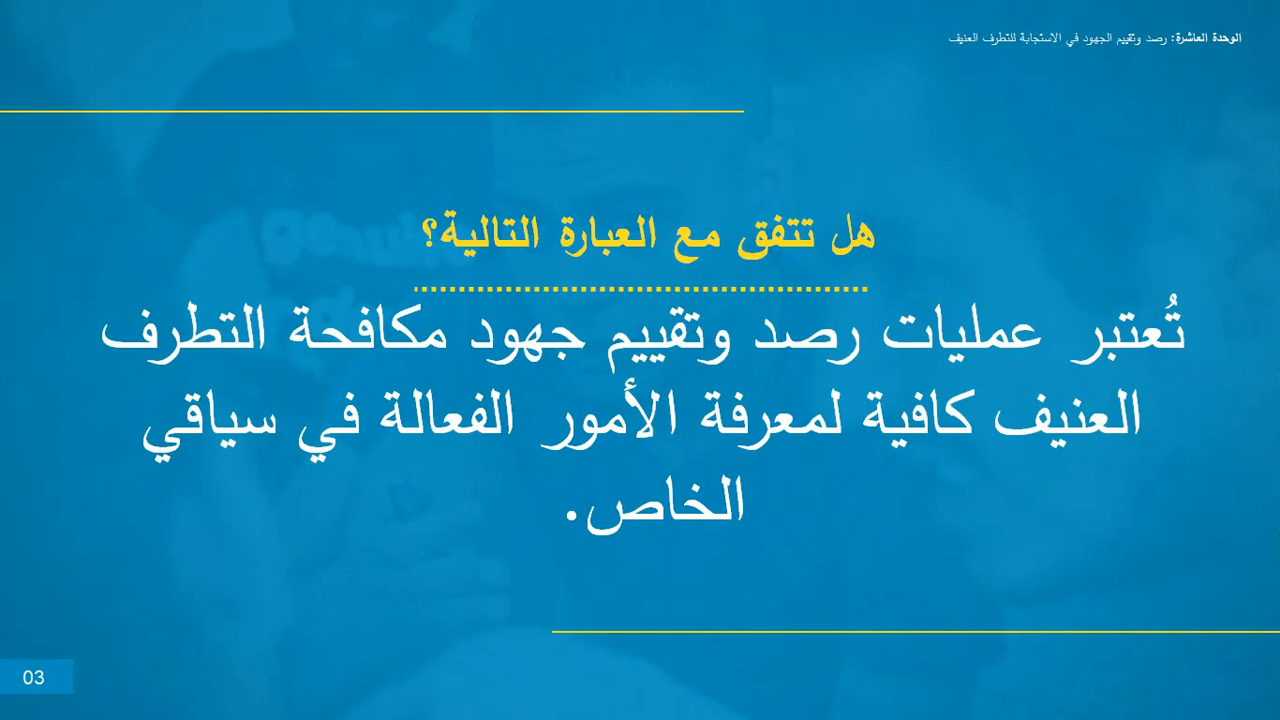 الوحدة العاشرة: رصد وتقييم الجهود في الاستجابة للتطرف العنيف
هل تتفق مع العبارة التالية؟
تُعتبر عمليات رصد وتقييم جهود مكافحة التطرف
العنيف كافية لمعرفة الأمور الفعالة في سياقي
الخاص.
03